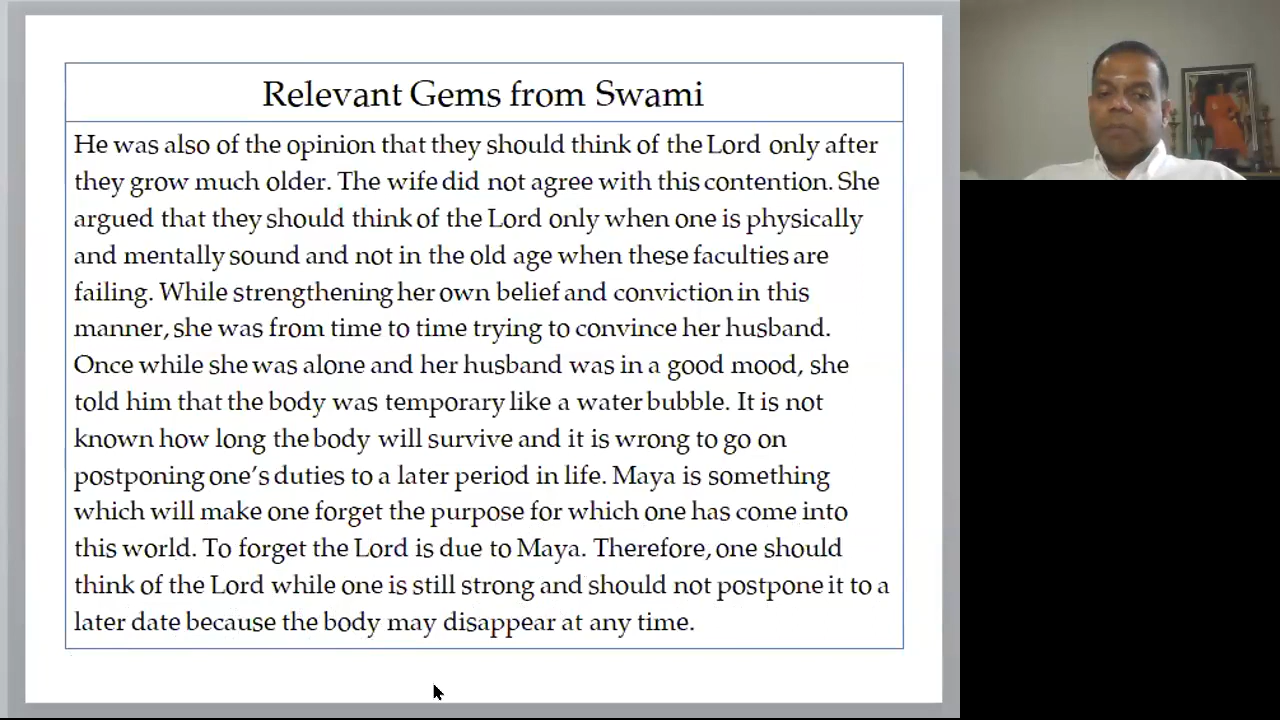 Relevant Gems from Swami
He was also of the opinion that they should think of the Lord only after
they grow much older. The wife did not agree with this contention. She
argued that they should think of the Lord only when one is physically
and mentally sound and not in the old age when these faculties are
failing. While strengthening her own belief and conviction in this
manner, she was from time to time trying to convince her husband.
Once while she was alone and her husband was in a good mood, she
told him that the body was temporary like a water bubble. It is not
known how long the body will survive and it is wrong to go on
postponing one's duties to a later period in life. Maya is something
which will make one forget the purpose for which one has come into
this world. To forget the Lord is due to Maya. Therefore, one should
think of the Lord while one is still strong and should not postpone it to a
later date because the body may disappear at any time.